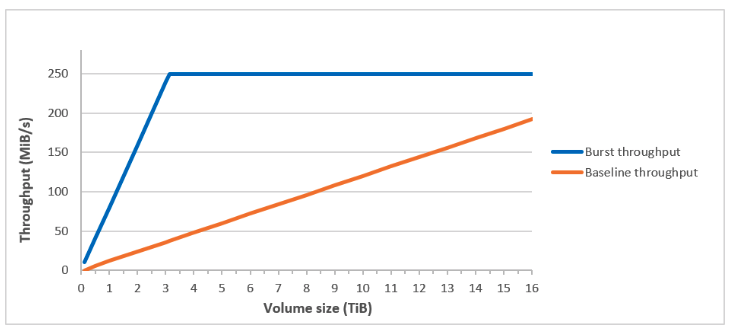 250
200
150
100
50
0
Throughput (MiB/s)
0 1 2 3 4 5 6 7 8 9 10 11 12 13 14 15 16
Volume size (TiB)
Burst throughput
Baseline throughput